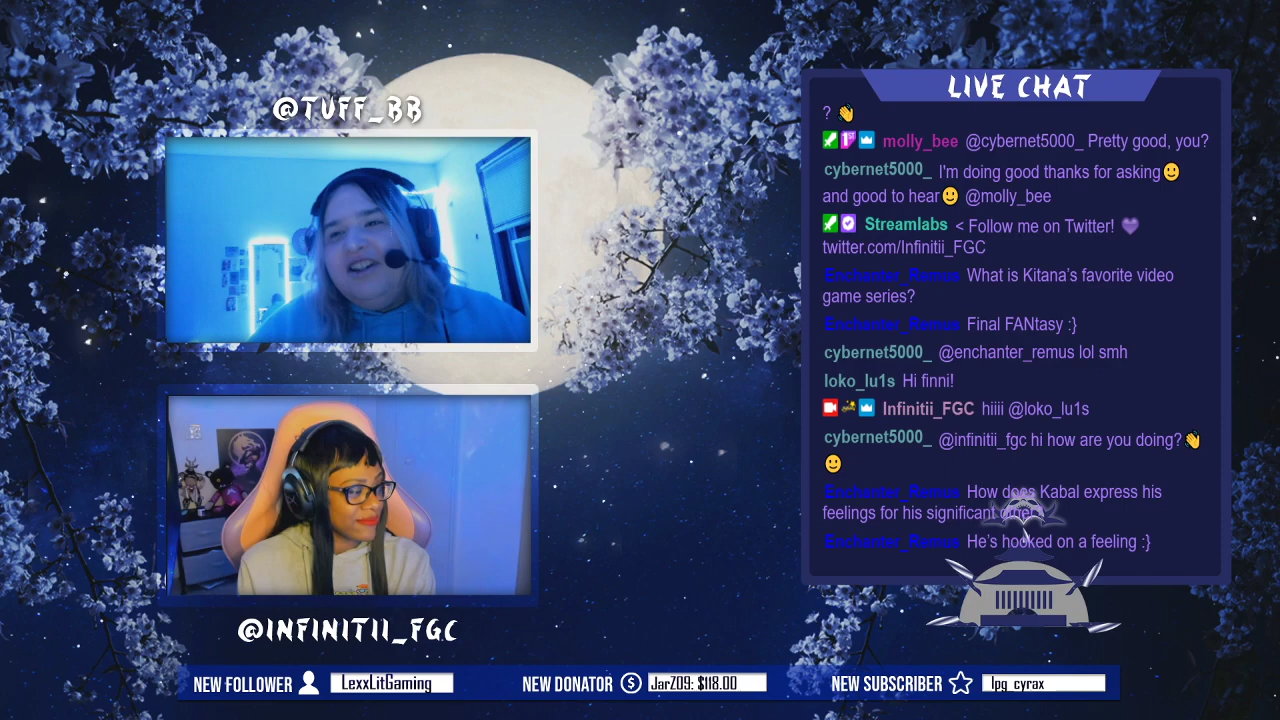 @TUFF_BB
@INFINITII_FGC
LIVE CHAT
? 👋
molly_bee @cybernet5000_ Pretty good, you?
cybernet5000_ I'm doing good thanks for asking🙂
and good to hear🙂 @molly_bee
Streamlabs < Follow me on Twitter! 💜
twitter.com/Infinitii_FGC
Enchanter_Remus What is Kitana's favorite video
game series?
Enchanter_Remus Final FANtasy :}
cybernet5000_ @enchanter_remus lol smh
loko_lu1s Hi finni!
Infinitii_FGC hiiii @loko_lu1s
cybernet5000_ @infinitii_fgc hi how are you doing?👋
🙂
Enchanter_Remus How does Kabal express his
feelings for his significant other?
Enchanter_Remus He's hooked on a feeling :}
NEW FOLLOWER LexxLitGaming
NEW DONATOR $ JarZ09: $118.00
NEW SUBSCRIBER lpg_cyrax